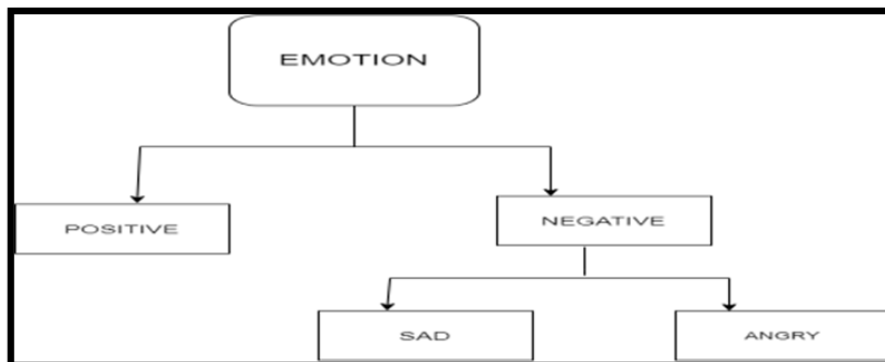 EMOTION
POSITIVE
NEGATIVE
SAD
ANGRY